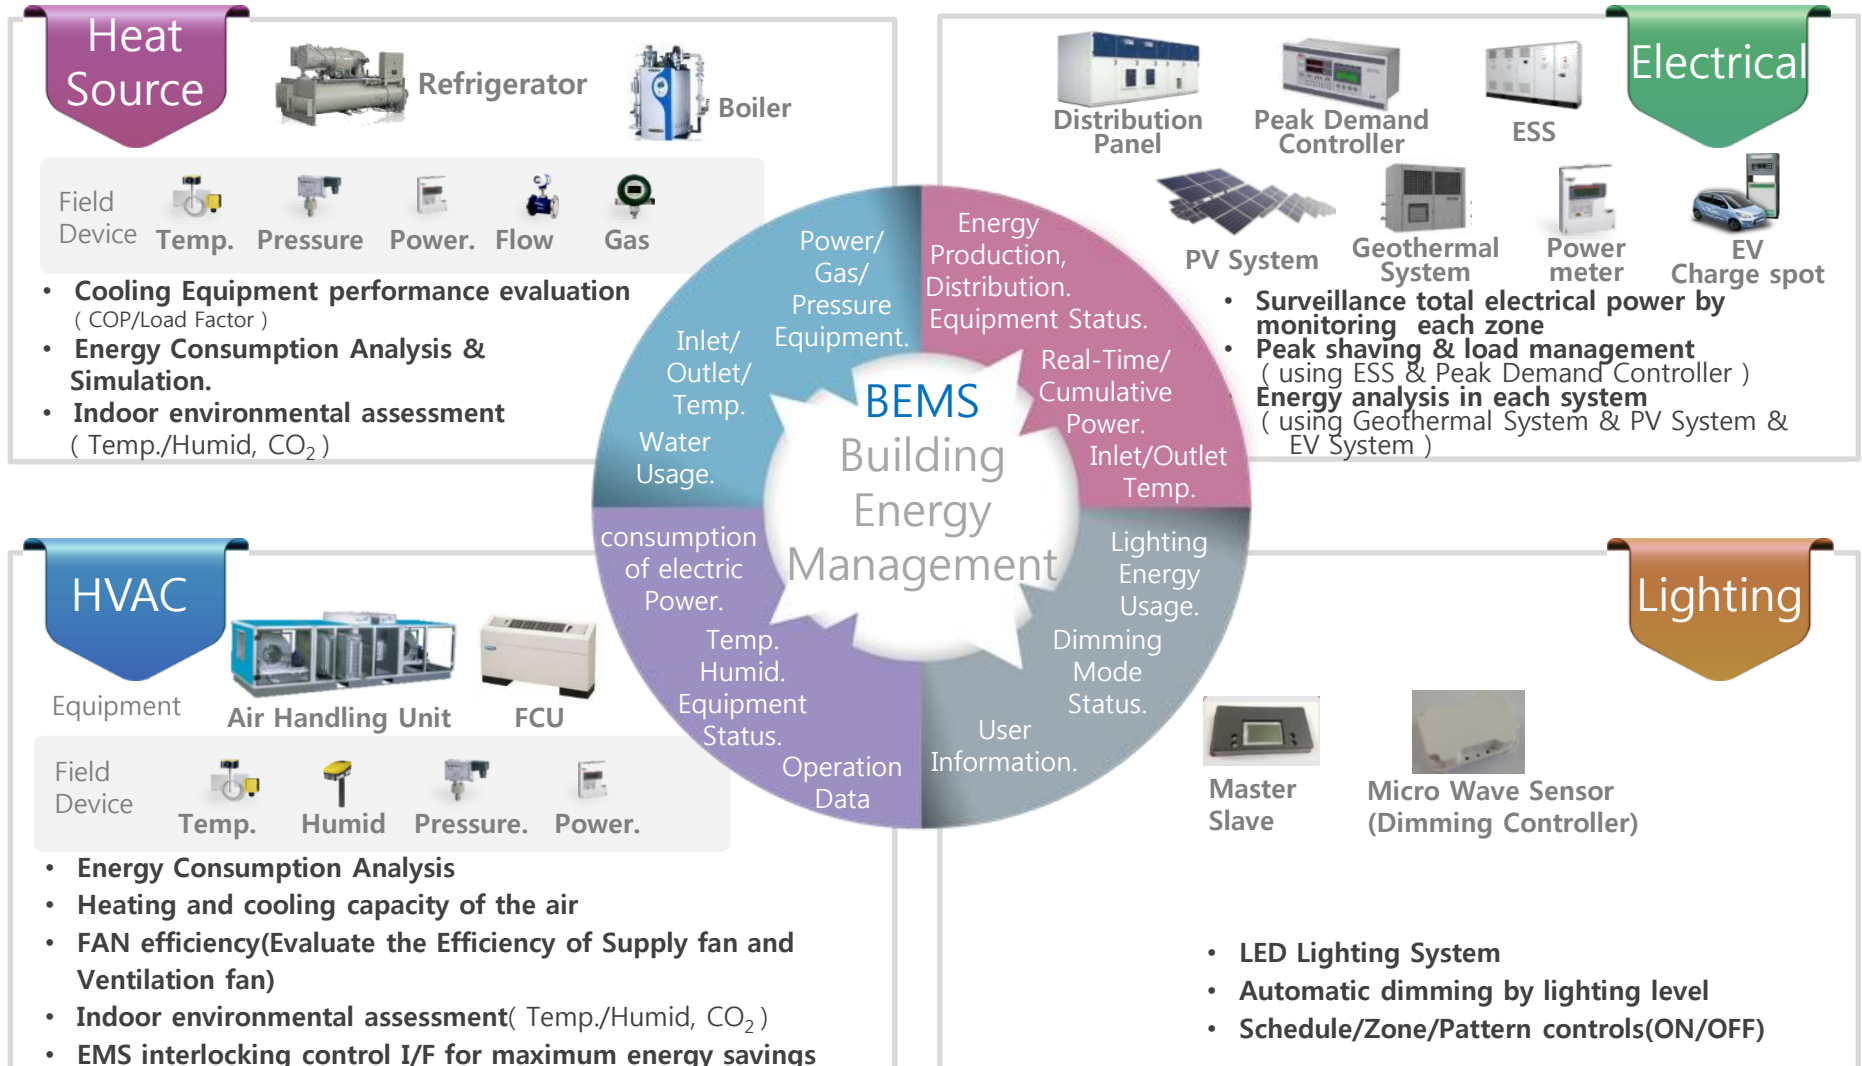 Heat
Source
Refrigerator
Boiler
Field
Device
Temp.
Pressure
Power.
Flow
Gas
• Cooling Equipment performance evaluation
( COP/Load Factor )
• Energy Consumption Analysis &
Simulation.
• Indoor environmental assessment
( Temp./Humid, CO₂ )
Electrical
Distribution
Panel
Peak Demand
Controller
ESS
PV System
Geothermal
System
Power
meter
EV
Charge spot
• Surveillance total electrical power by
monitoring each zone
• Peak shaving & load management
( using ESS & Peak Demand Controller )
• Energy analysis in each system
( using Geothermal System & PV System &
EV System )
Power/
Gas/
Pressure
Equipment.
Inlet/
Outlet/
Temp.
Water
Usage.
Energy
Production,
Distribution.
Equipment Status.
Real-Time/
Cumulative
Power.
Inlet/Outlet
Temp.
BEMS
Building
Energy
Management
consumption
of electric
Power.
Temp.
Humid.
Equipment
Status.
Operation
Data
Lighting
Energy
Usage.
Dimming
Mode
Status.
User
Information.
HVAC
Equipment
Air Handling Unit
FCU
Field
Device
Temp.
Humid
Pressure.
Power.
• Energy Consumption Analysis
• Heating and cooling capacity of the air
• FAN efficiency(Evaluate the Efficiency of Supply fan and
Ventilation fan)
• Indoor environmental assessment( Temp./Humid, CO₂ )
• EMS interlocking control I/F for maximum energy savings
Lighting
Master
Slave
Micro Wave Sensor
(Dimming Controller)
• LED Lighting System
• Automatic dimming by lighting level
• Schedule/Zone/Pattern controls(ON/OFF)